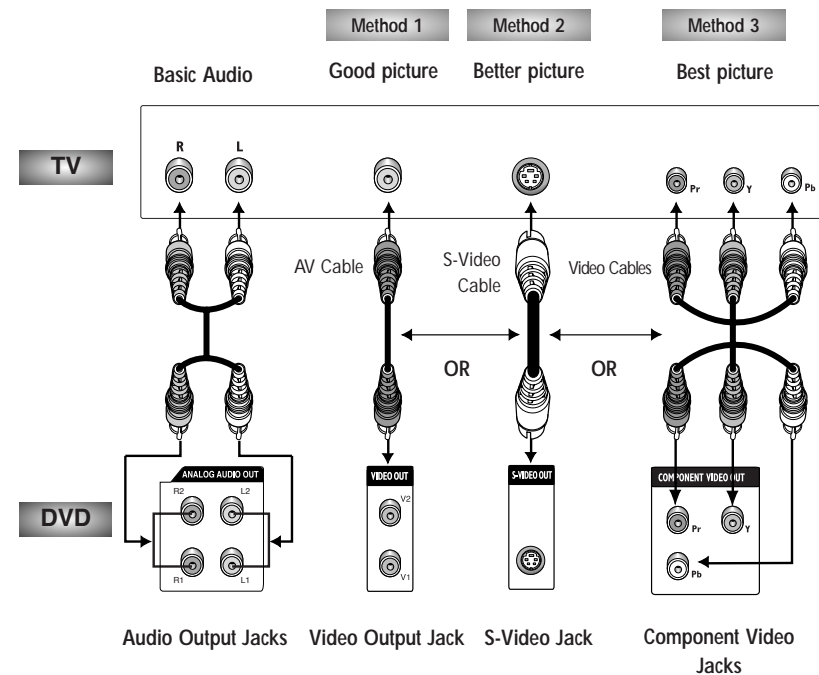 Method 1 Method 2 Method 3
Basic Audio Good picture Better picture Best picture
R L
TV
Pr Y Pb
AV Cable S-Video Cable Video Cables
OR OR
ANALOG AUDIO OUT VIDEO OUT S-VIDEO OUT COMPONENT VIDEO OUT
R2 L2 V2
DVD
Pr Y
R1 L1 V1 Pb
Audio Output Jacks Video Output Jack S-Video Jack Component Video
Jacks